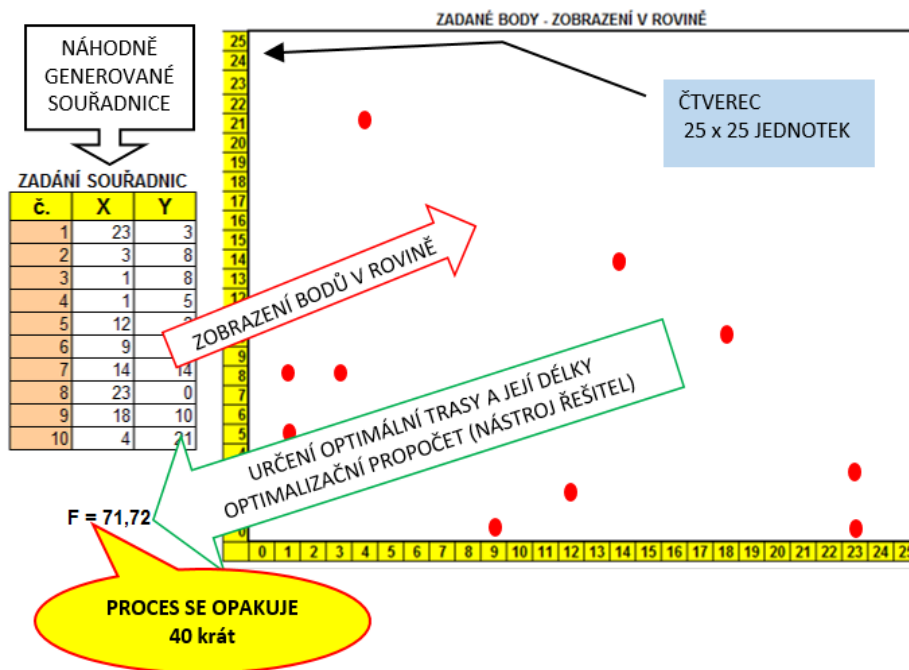 ZADANÉ BODY - ZOBRAZENÍ V ROVINĚ
NÁHODNĚ
GENEROVANÉ
SOUŘADNICE
ČTVEREC
25 x 25 JEDNOTEK
ZADÁNÍ SOUŘADNIC
č. X Y
1 23 3
2 3 8
3 1 8
4 1 5
5 12
6 9
7 14 14
8 23 0
9 18 10
10 4 21
25
24
23
22
21
20
19
18
17
16
15
14
13
12
9
8
7
6
5
4
0
ZOBRAZENÍ BODŮ V ROVINĚ
URČENÍ OPTIMÁLNÍ TRASY A JEJÍ DÉLKY
OPTIMALIZAČNÍ PROPOČET (NÁSTROJ ŘEŠITEL)
F = 71,72
0 1 2 3 4 5 6 7 8 9 10 11 12 13 14 15 16 17 18 19 20 21 22 23 24 25
PROCES SE OPAKUJE
40 krát